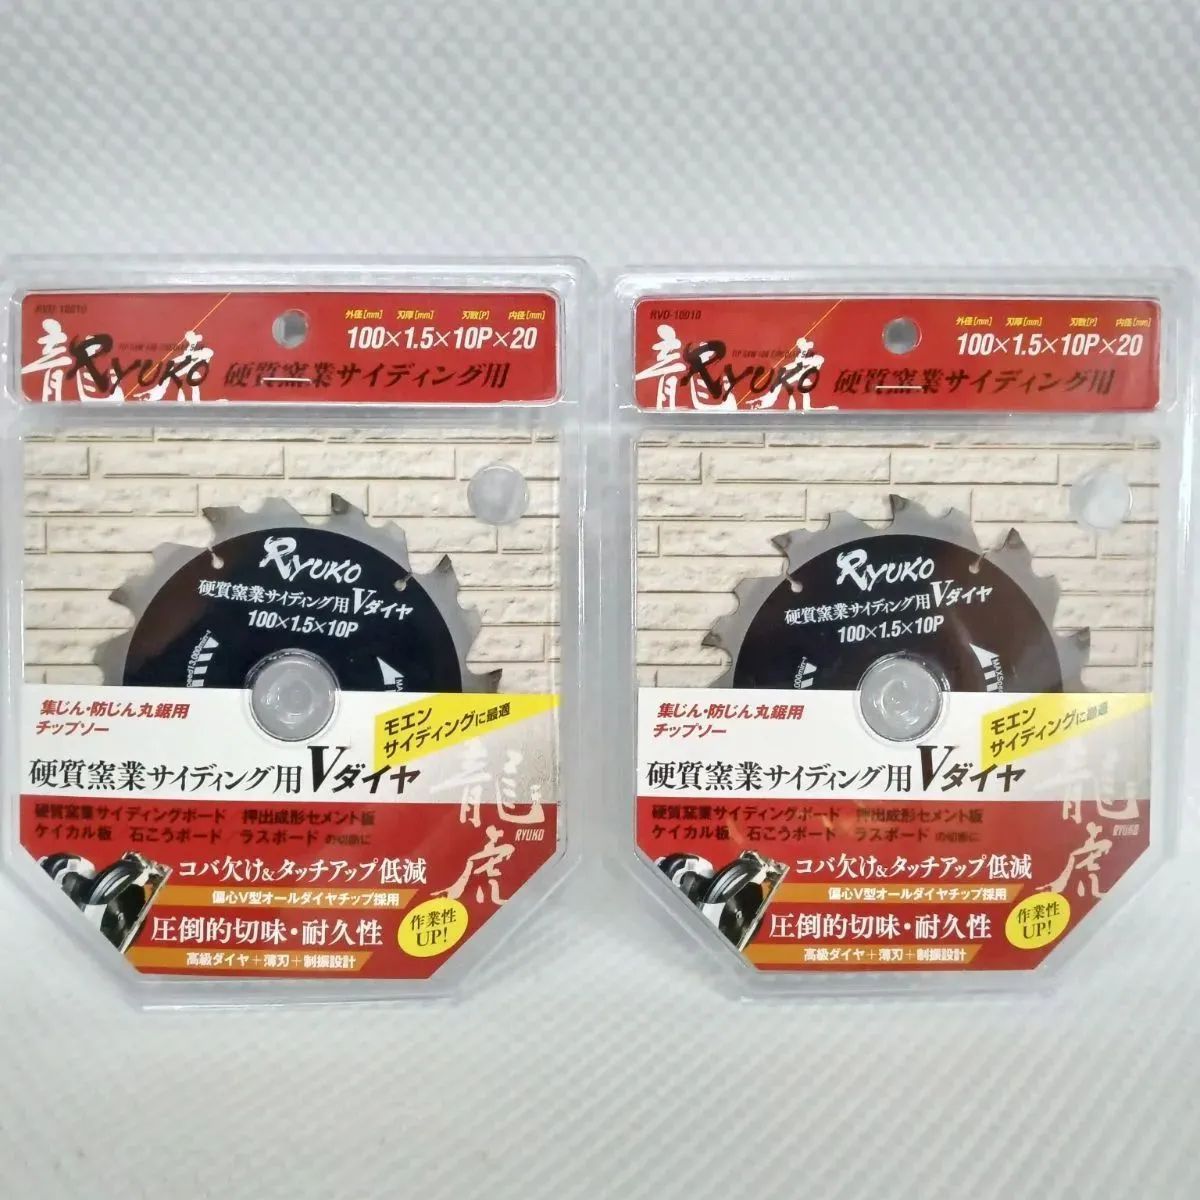 RVD-10010
外径[mm] 刃厚[mm] 刃数[P] 内径[mm]
100×1.5×10P×20
龍虎
TIP SAW FOR CIRCULAR SAW
RYUKO
硬質窯業サイディング用
RYUKO
硬質窯業サイディング用Vダイヤ
100×1.5×10P
集じん・防じん丸鋸用
チップソー
モエン
サイディングに最適
硬質窯業サイディング用Vダイヤ
硬質窯業サイディングボード 押出成形セメント板
ケイカル板 石こうボード ラスボード の切断に
龍虎
RYUKO
コバ欠け&タッチアップ低減
偏心V型オールダイヤチップ採用
圧倒的切味・耐久性
高級ダイヤ+薄刃+制振設計
作業性
UP!
RVD-10010
外径[mm] 刃厚[mm] 刃数[P] 内径[mm]
100×1.5×10P×20
龍虎
TIP SAW FOR CIRCULAR SAW
RYUKO
硬質窯業サイディング用
RYUKO
硬質窯業サイディング用Vダイヤ
100×1.5×10P
集じん・防じん丸鋸用
チップソー
モエン
サイディングに最適
硬質窯業サイディング用Vダイヤ
硬質窯業サイディングボード 押出成形セメント板
ケイカル板 石こうボード ラスボード の切断に
龍虎
RYUKO
コバ欠け&タッチアップ低減
偏心V型オールダイヤチップ採用
圧倒的切味・耐久性
高級ダイヤ+薄刃+制振設計
作業性
UP!